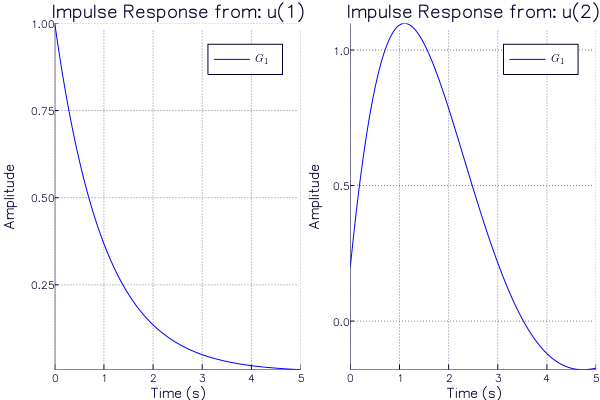 Impulse Response from: u(1)
Amplitude
1.00
0.75
0.50
0.25
0 1 2 3 4 5
Time (s)
G1
Impulse Response from: u(2)
Amplitude
1.0
0.5
0.0
0 1 2 3 4 5
Time (s)
G1